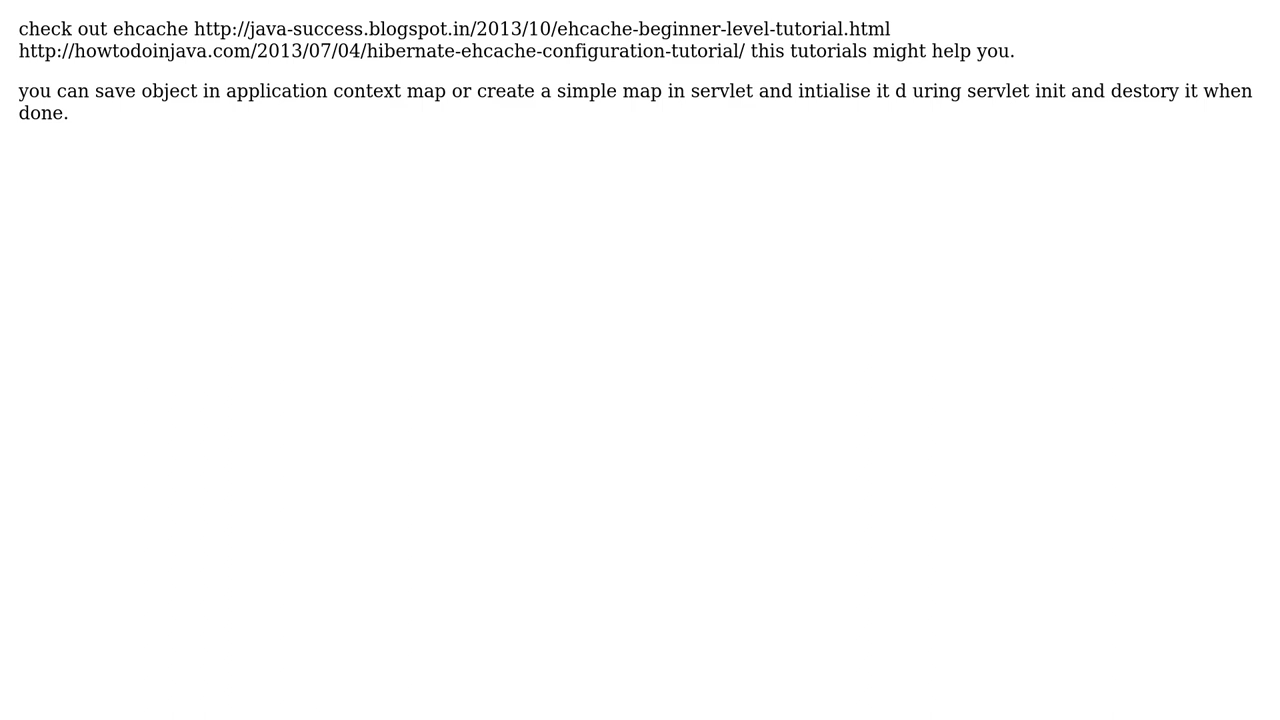 check out ehcache http://java-success.blogspot.in/2013/10/ehcache-beginner-level-tutorial.html
http://howtodoinjava.com/2013/07/04/hibernate-ehcache-configuration-tutorial/ this tutorials might help you.
you can save object in application context map or create a simple map in servlet and intialise it d uring servlet init and destory it when
done.